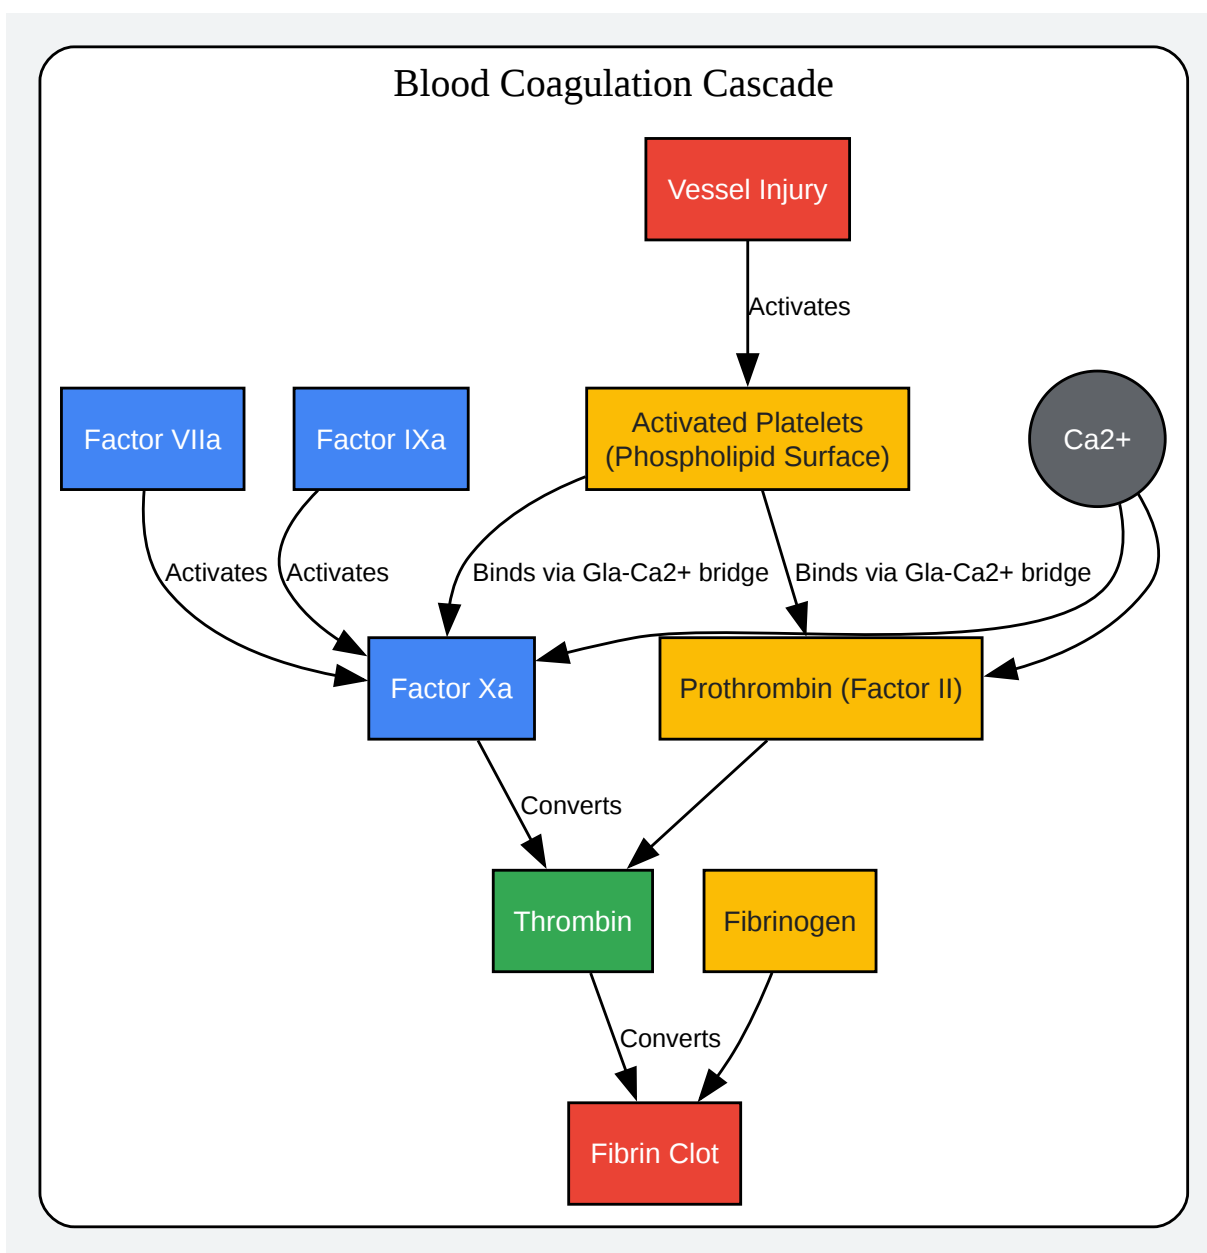 Blood Coagulation Cascade
Vessel Injury
Activates
Factor VIIa
Factor IXa
Activated Platelets
(Phospholipid Surface)
Ca2+
Activates
Activates
Binds via Gla-Ca2+ bridge
Binds via Gla-Ca2+ bridge
Factor Xa
Prothrombin (Factor II)
Converts
Thrombin
Fibrinogen
Converts
Fibrin Clot